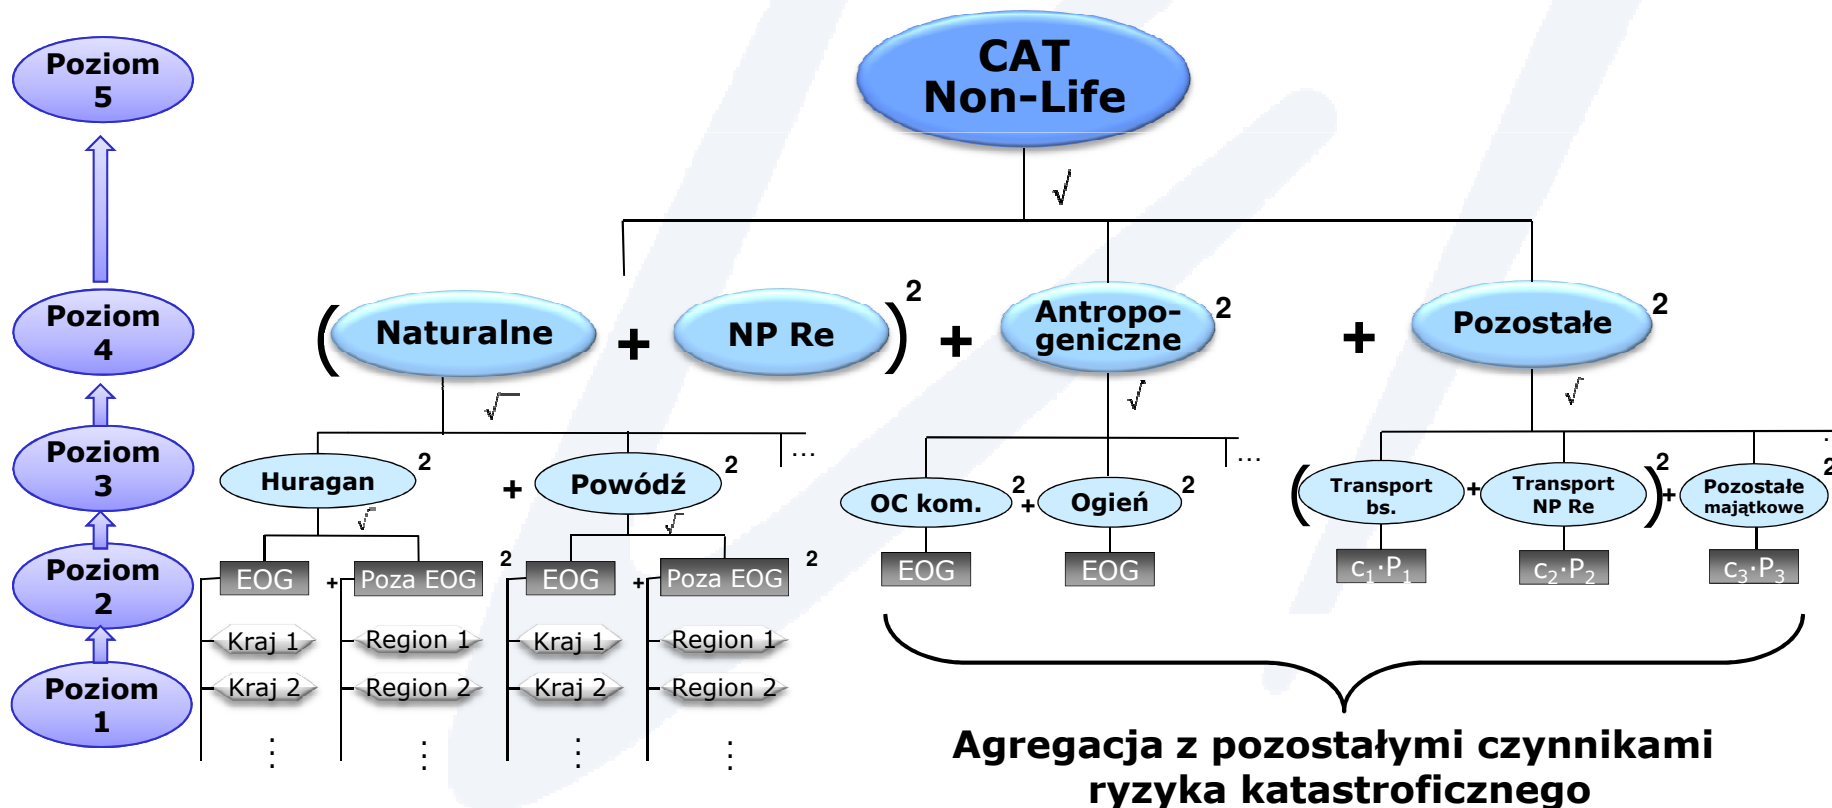 CAT
Non-Life
Poziom
5
√
Poziom
4
(
Naturalne
+
NP Re
)
2
+
Antropo-
geniczne
2
+
Pozostałe
2
√
√
√
Poziom
3
Huragan
2
+
Powódź
2
...
OC kom.
2
+
Ogień
2
...
(
Transport
bs.
+
Transport
NP Re
)
2
+
Pozostałe
majątkowe
2
√
√
Poziom
2
EOG
+
Poza EOG
2
EOG
+
Poza EOG
2
EOG
EOG
c₁·P₁
c₂·P₂
c₃·P₃
Poziom
1
Kraj 1
Region 1
Kraj 1
Region 1
Kraj 2
Region 2
Kraj 2
Region 2
⋮
⋮
⋮
⋮
Agregacja z pozostałymi czynnikami
ryzyka katastroficznego